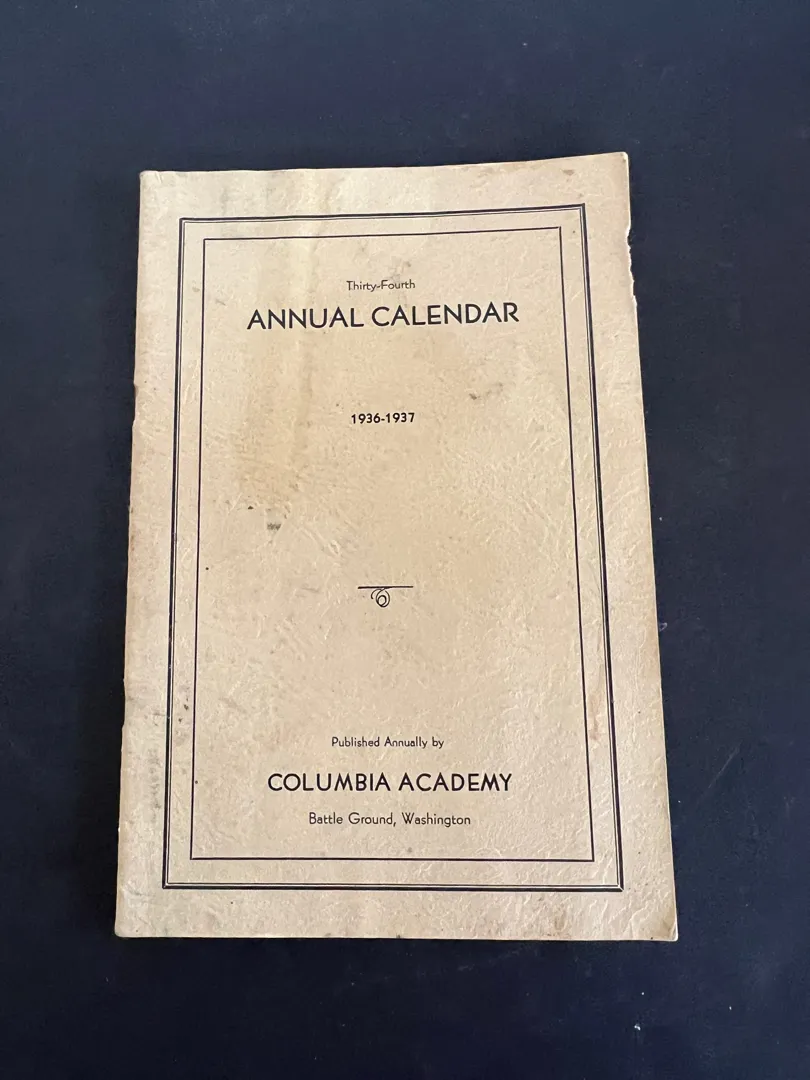 Thirty-Fourth
ANNUAL CALENDAR
1936-1937
Published Annually by
COLUMBIA ACADEMY
Battle Ground, Washington